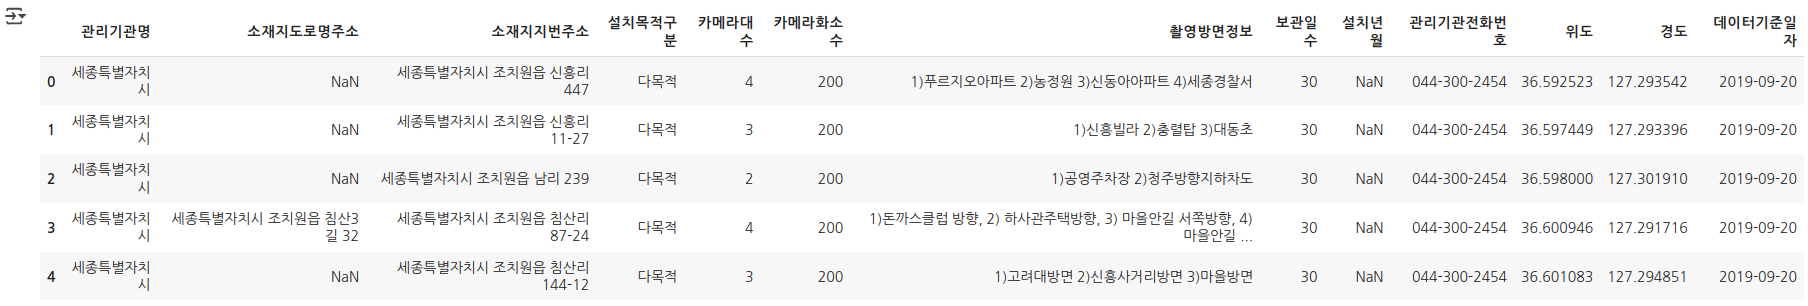 관리기관명 소재지도로명주소 소재지지번주소 설치목적구분 카메라대수 카메라화소수 촬영방면정보 보관일수 설치년월 관리기관전화번호 위도 경도 데이터기준일자
0 세종특별자치시 NaN 세종특별자치시 조치원읍 신흥리 447 다목적 4 200 1)푸르지오아파트 2)농정원 3)신동아아파트 4)세종경찰서 30 NaN 044-300-2454 36.592523 127.293542 2019-09-20
1 세종특별자치시 NaN 세종특별자치시 조치원읍 신흥리 11-27 다목적 3 200 1)신흥빌라 2)충렬탑 3)대동초 30 NaN 044-300-2454 36.597449 127.293396 2019-09-20
2 세종특별자치시 NaN 세종특별자치시 조치원읍 남리 239 다목적 2 200 1)공영주차장 2)청주방향지하차도 30 NaN 044-300-2454 36.598000 127.301910 2019-09-20
3 세종특별자치시 세종특별자치시 조치원읍 침산3길 32 세종특별자치시 조치원읍 침산리 87-24 다목적 4 200 1)돈까스클럽 방향, 2) 하사관주택방향, 3) 마을안길 서쪽방향, 4) 마을안길 ... 30 NaN 044-300-2454 36.600946 127.291716 2019-09-20
4 세종특별자치시 NaN 세종특별자치시 조치원읍 침산리 144-12 다목적 3 200 1)고려대방면 2)신흥사거리방면 3)마을방면 30 NaN 044-300-2454 36.601083 127.294851 2019-09-20